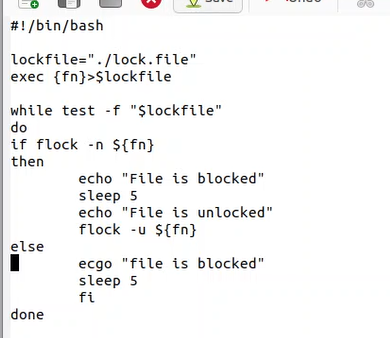 Save
#!/bin/bash
lockfile="./lock.file"
exec {fn}>$lockfile
while test -f "$lockfile"
do
if flock -n ${fn}
then
echo "File is blocked"
sleep 5
echo "File is unlocked"
flock -u ${fn}
else
ecgo "file is blocked"
sleep 5
fi
done